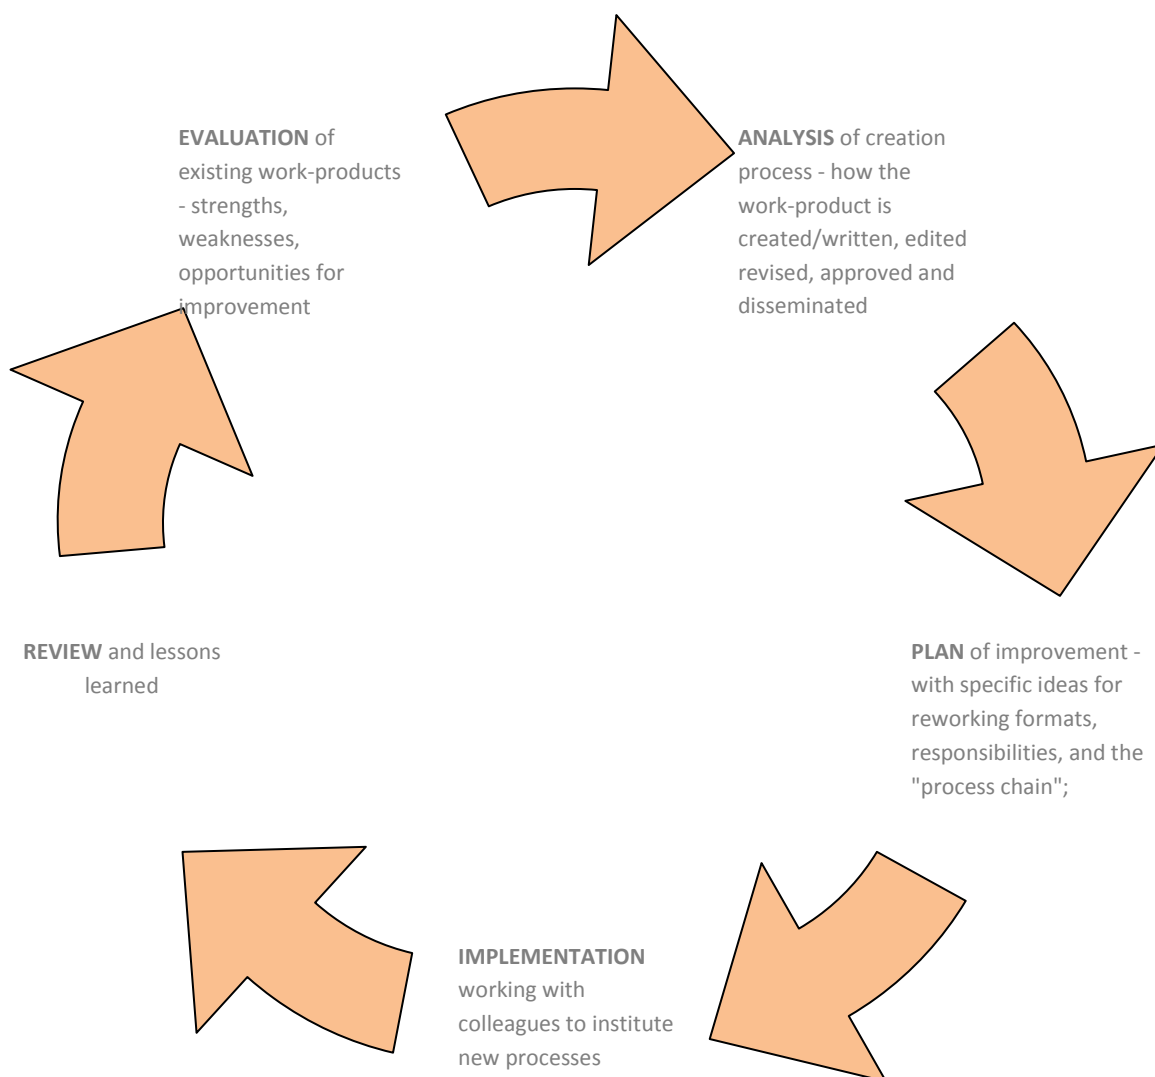 EVALUATION of
existing work-products
- strengths,
weaknesses,
opportunities for
improvement
ANALYSIS of creation
process - how the
work-product is
created/written, edited
revised, approved and
disseminated
PLAN of improvement -
with specific ideas for
reworking formats,
responsibilities, and the
"process chain";
IMPLEMENTATION
working with
colleagues to institute
new processes
REVIEW and lessons
learned